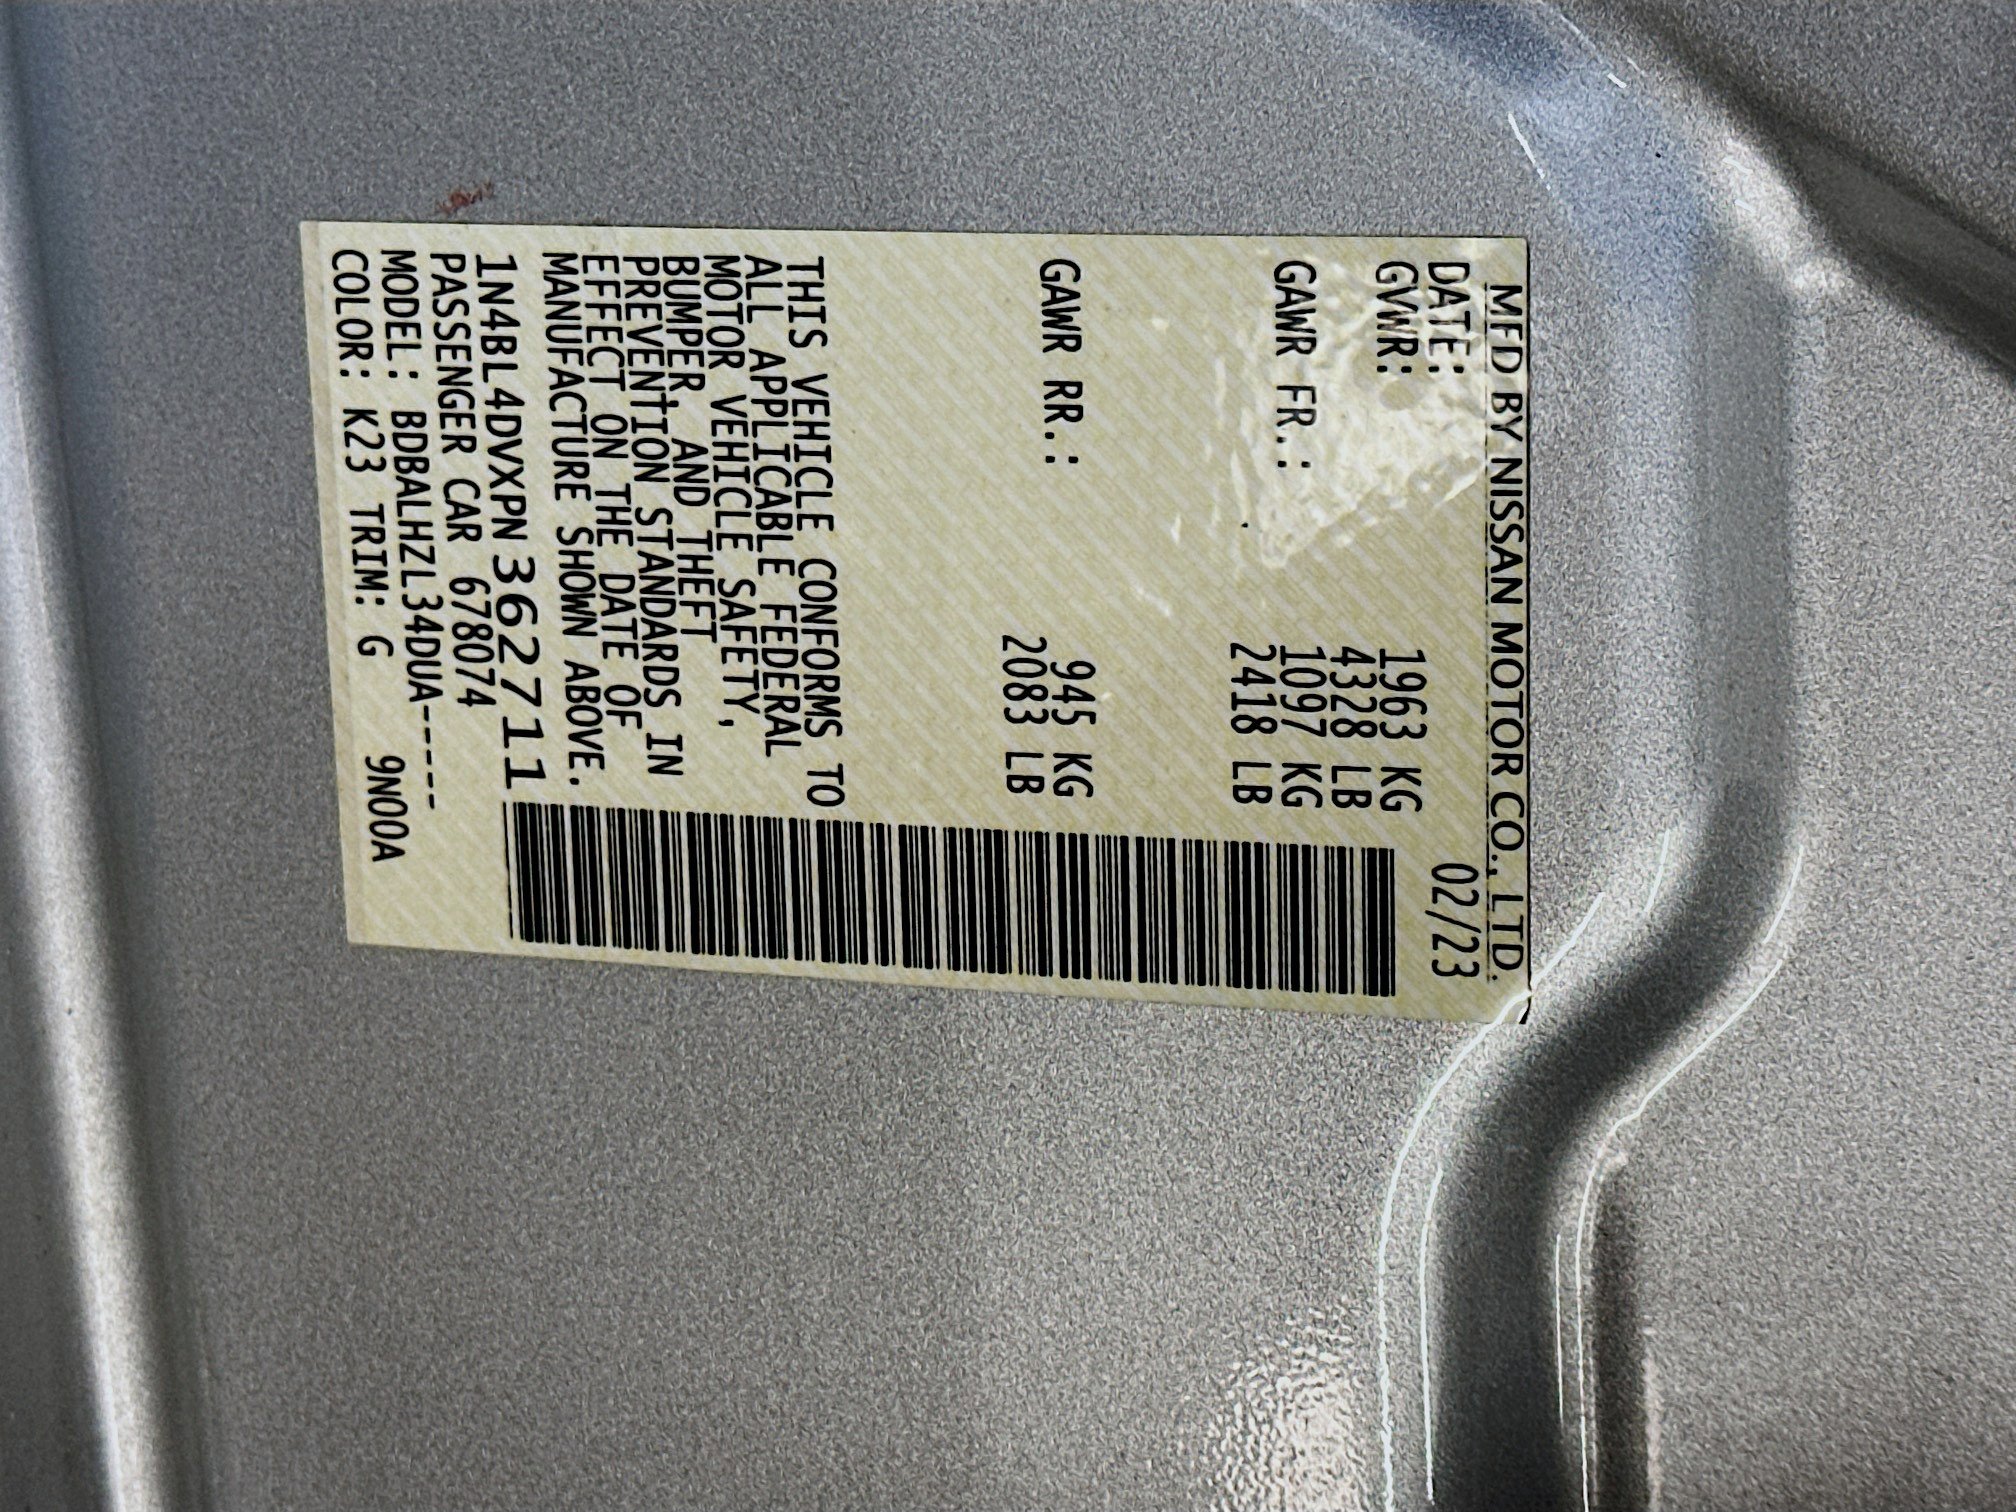 MFD BY NISSAN MOTOR CO., LTD.
DATE: 02/23
GVWR: 1963 KG
4328 LB
GAWR FR.: 1097 KG
2418 LB
GAWR RR.: 945 KG
2083 LB
THIS VEHICLE CONFORMS TO
ALL APPLICABLE FEDERAL
MOTOR VEHICLE SAFETY,
BUMPER, AND THEFT
PREVENTION STANDARDS IN
EFFECT ON THE DATE OF
MANUFACTURE SHOWN ABOVE.
1N4BL4DVXPN362711
PASSENGER CAR 678074
MODEL: BDBALHZL34DUA-----
COLOR: K23 TRIM: G 9N00A